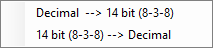 Decimal --> 14 bit (8-3-8)
14 bit (8-3-8) --> Decimal